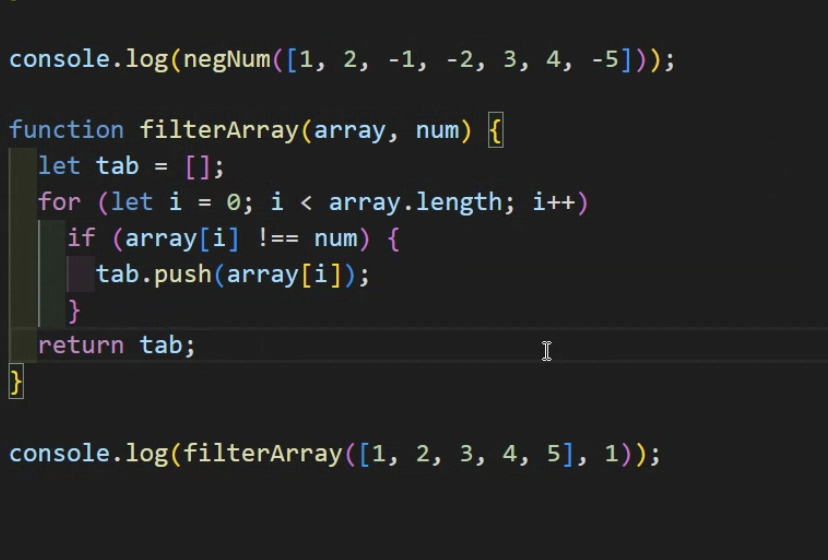 console.log(negNum([1, 2, -1, -2, 3, 4, -5]));
function filterArray(array, num) {
let tab = [];
for (let i = 0; i < array.length; i++)
if (array[i] !== num) {
tab.push(array[i]);
}
return tab;
}
console.log(filterArray([1, 2, 3, 4, 5], 1));